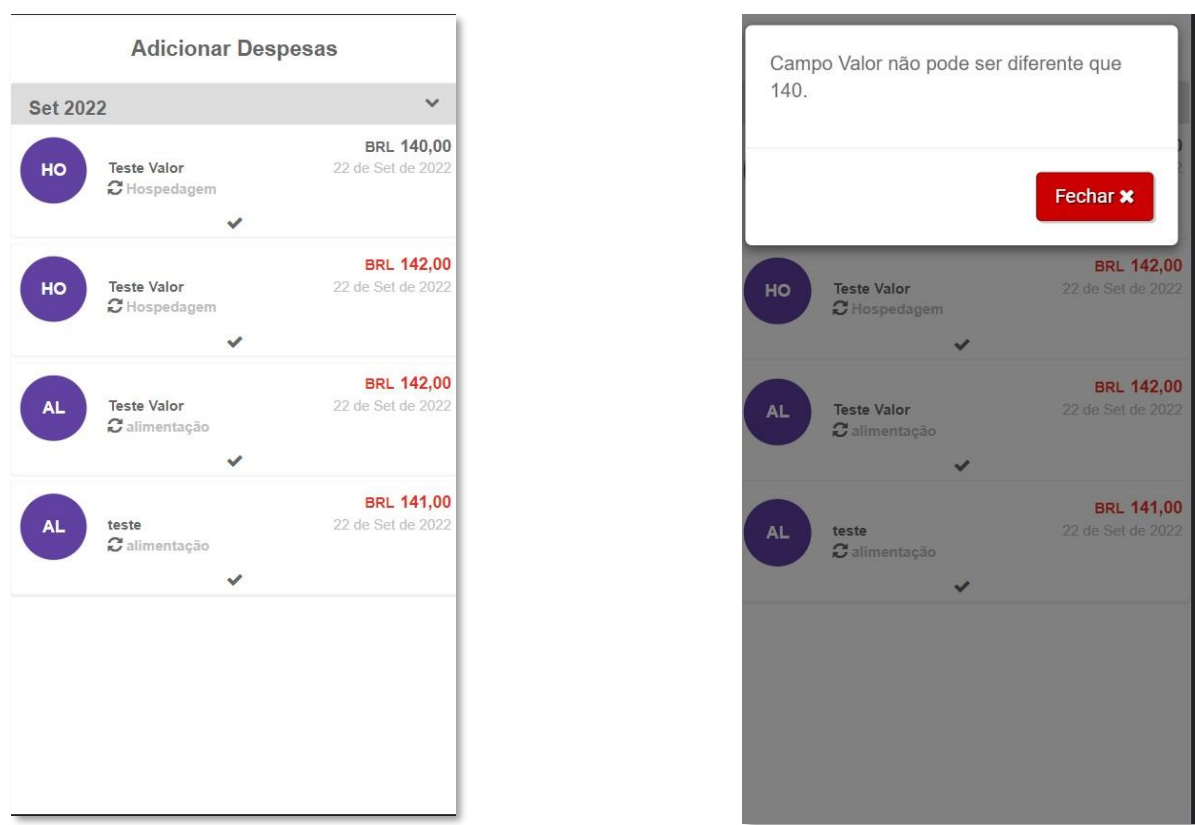 Adicionar Despesas
Set 2022
HO
BRL 140,00
Teste Valor
22 de Set de 2022
Hospedagem
HO
BRL 142,00
Teste Valor
22 de Set de 2022
Hospedagem
AL
BRL 142,00
Teste Valor
22 de Set de 2022
alimentação
AL
BRL 141,00
teste
22 de Set de 2022
alimentação
Campo Valor não pode ser diferente que
140.
Fechar
HO
BRL 142,00
Teste Valor
22 de Set de 2022
Hospedagem
AL
BRL 142,00
Teste Valor
22 de Set de 2022
alimentação
AL
BRL 141,00
teste
22 de Set de 2022
alimentação